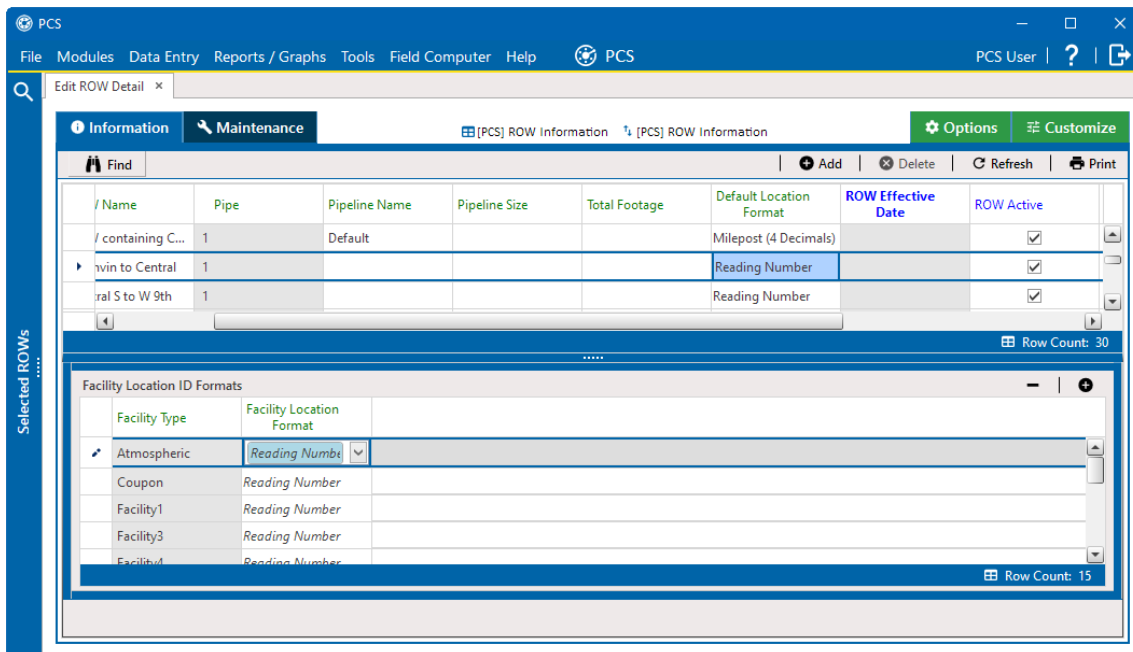 PCS
File Modules Data Entry Reports / Graphs Tools Field Computer Help PCS PCS User | ? |
Edit ROW Detail ×
Information Maintenance [PCS] ROW Information [PCS] ROW Information Options Customize
Find | Add | Delete | Refresh | Print
/ Name Pipe Pipeline Name Pipeline Size Total Footage Default Location Format ROW Effective Date ROW Active
/ containing C... 1 Default Milepost (4 Decimals)
nvin to Central 1 Reading Number
ral S to W 9th 1 Reading Number
Row Count: 30
Selected ROWs
Facility Location ID Formats
Facility Type Facility Location Format
Atmospheric Reading Numbe
Coupon Reading Number
Facility1 Reading Number
Facility3 Reading Number
Facility4 Reading Number
Row Count: 15